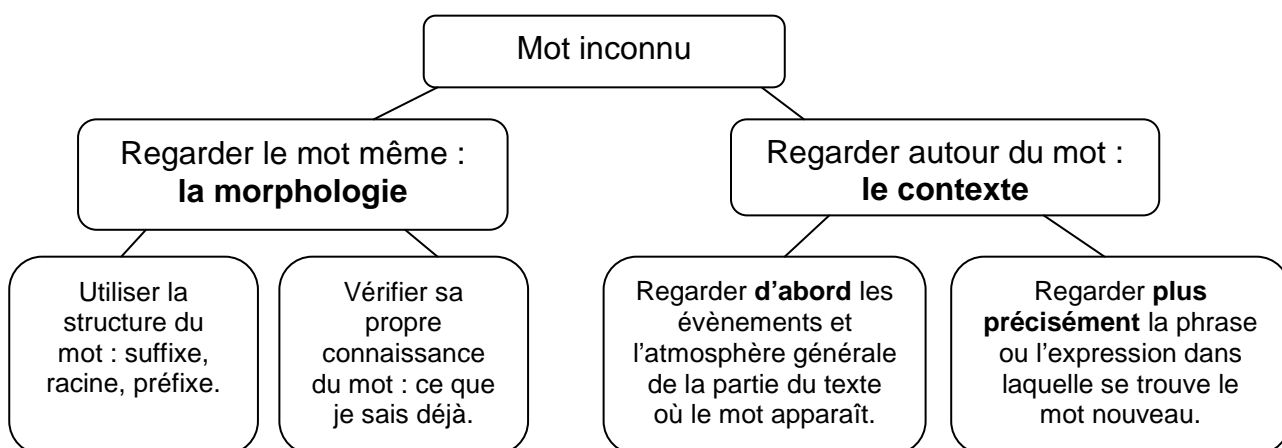 Mot inconnu
Regarder le mot même :
la morphologie
Regarder autour du mot :
le contexte
Utiliser la
structure du
mot : suffixe,
racine, préfixe.
Vérifier sa
propre
connaissance
du mot : ce que
je sais déjà.
Regarder d’abord les
évènements et
l’atmosphère générale
de la partie du texte
où le mot apparaît.
Regarder plus
précisément la phrase
ou l’expression dans
laquelle se trouve le
mot nouveau.